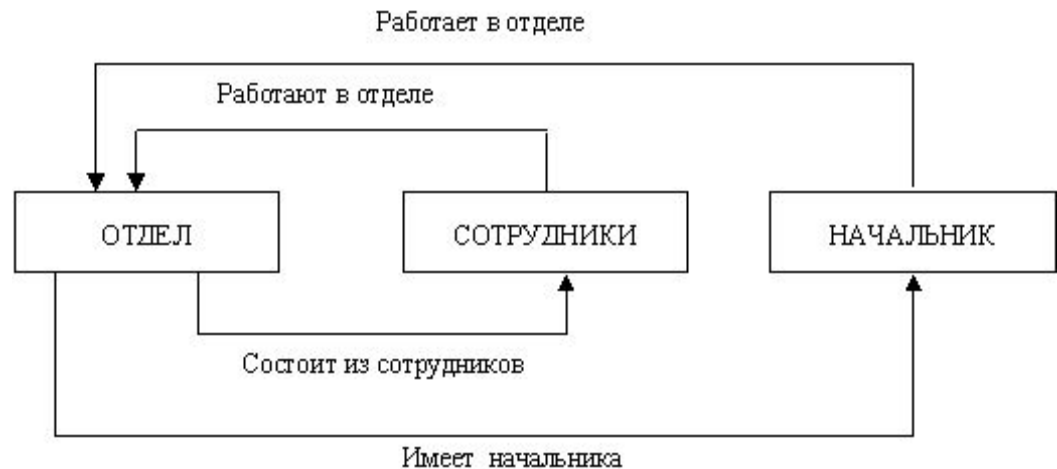 Работает в отделе
Работают в отделе
ОТДЕЛ
СОТРУДНИКИ
НАЧАЛЬНИК
Состоит из сотрудников
Имеет начальника